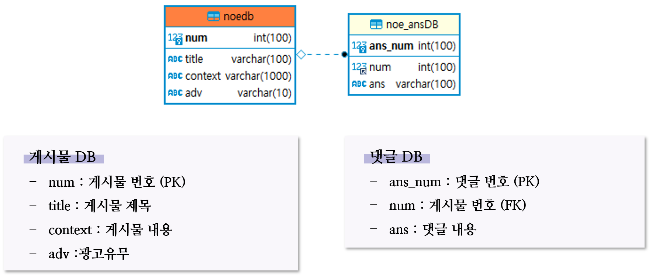 noedb
123 num int(100)
ABC title varchar(100)
ABC context varchar(1000)
ABC adv varchar(10)
noe_ansDB
123 ans_num int(100)
123 num int(100)
ABC ans varchar(100)
게시물 DB
– num : 게시물 번호 (PK)
– title : 게시물 제목
– context : 게시물 내용
– adv :광고유무
댓글 DB
– ans_num : 댓글 번호 (PK)
– num : 게시물 번호 (FK)
– ans : 댓글 내용